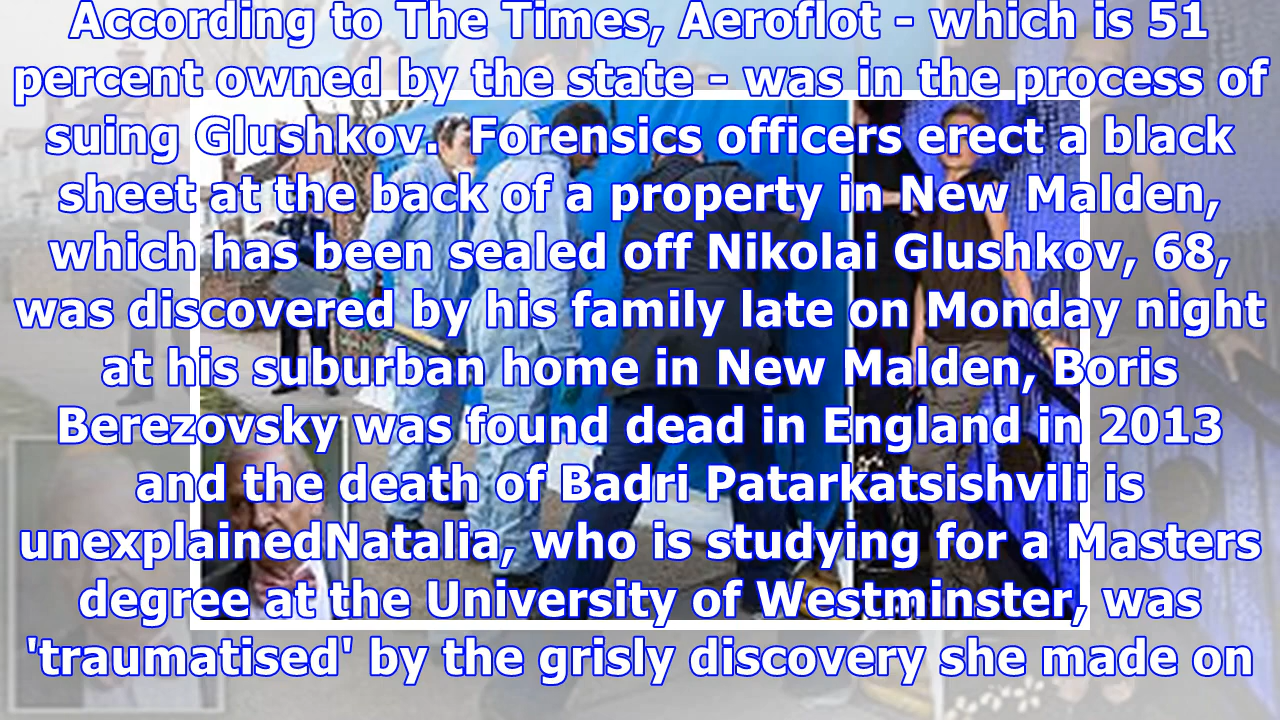 According to The Times, Aeroflot - which is 51
percent owned by the state - was in the process of
suing Glushkov.  Forensics officers erect a black
sheet at the back of a property in New Malden,
which has been sealed off Nikolai Glushkov, 68,
was discovered by his family late on Monday night
at his suburban home in New Malden, Boris
Berezovsky was found dead in England in 2013
and the death of Badri Patarkatsishvili is
unexplainedNatalia, who is studying for a Masters
degree at the University of Westminster, was
'traumatised' by the grisly discovery she made on